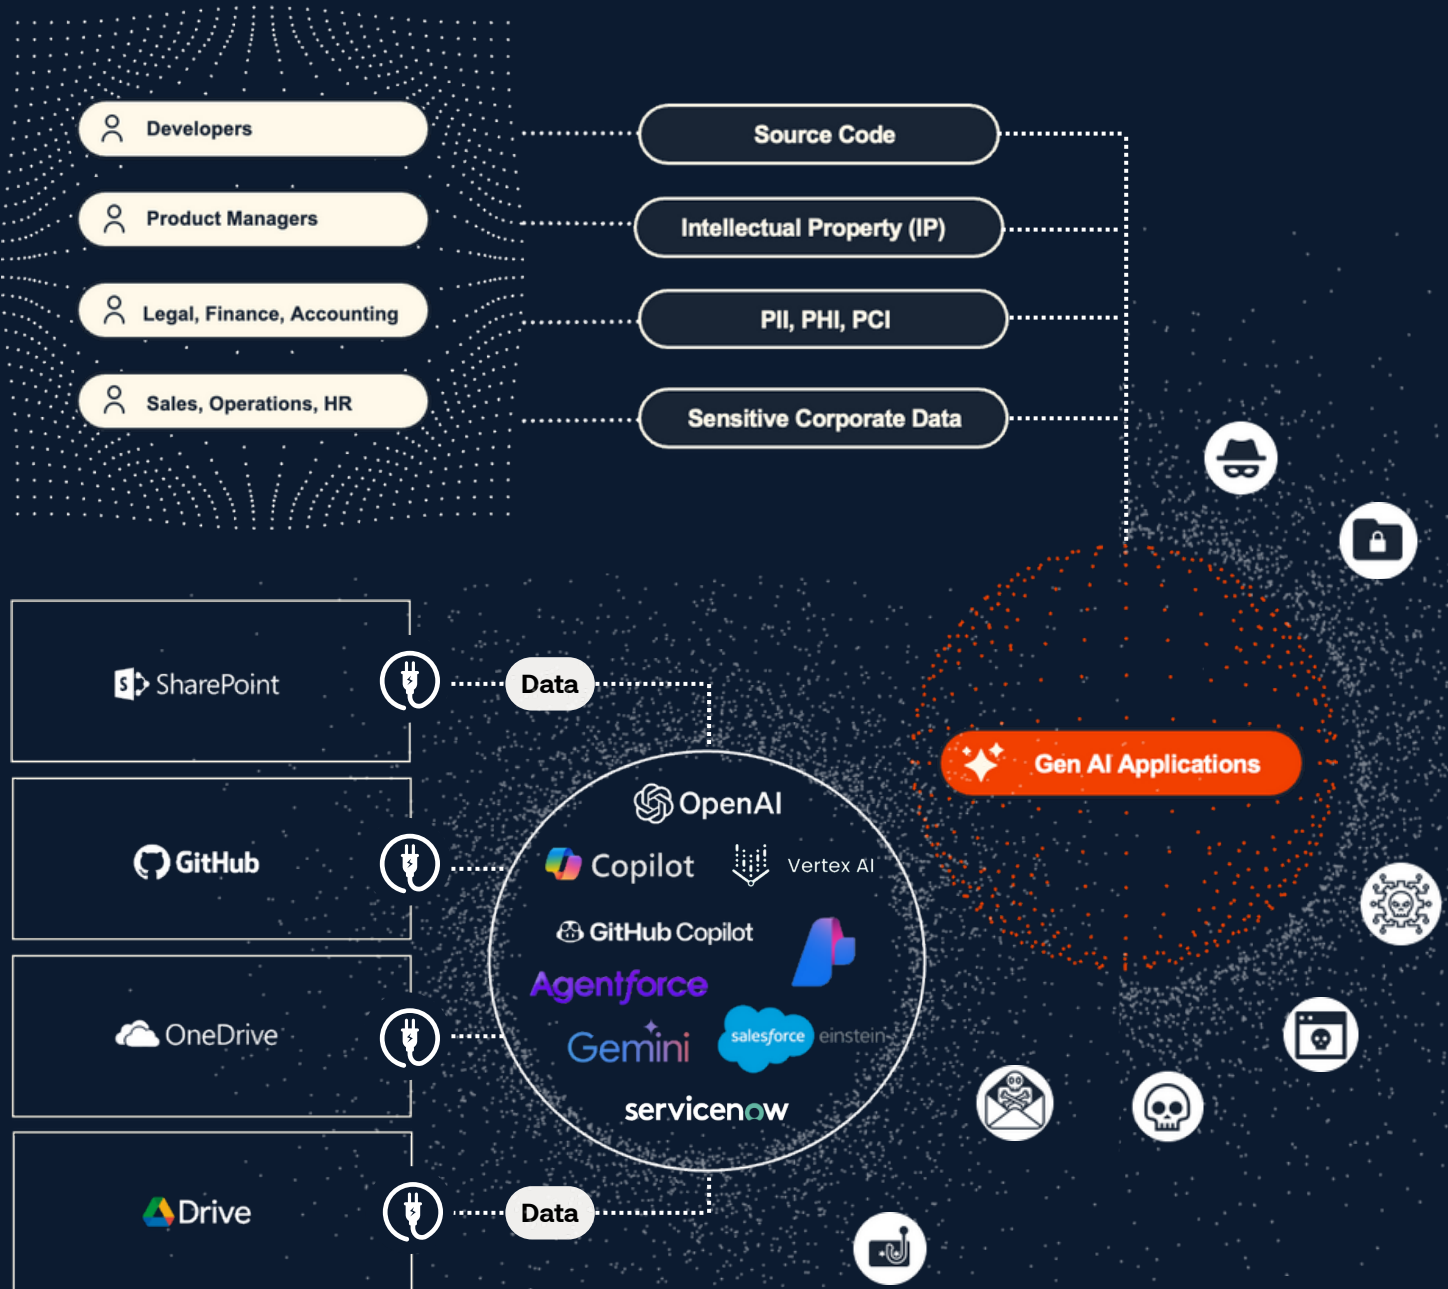 Developers
Source Code
Product Managers
Intellectual Property (IP)
Legal, Finance, Accounting
PII, PHI, PCI
Sales, Operations, HR
Sensitive Corporate Data
SharePoint
Data
Gen AI Applications
OpenAI
GitHub
Copilot
Vertex AI
GitHub Copilot
Agentforce
OneDrive
Gemini
salesforce einstein
servicenow
Drive
Data